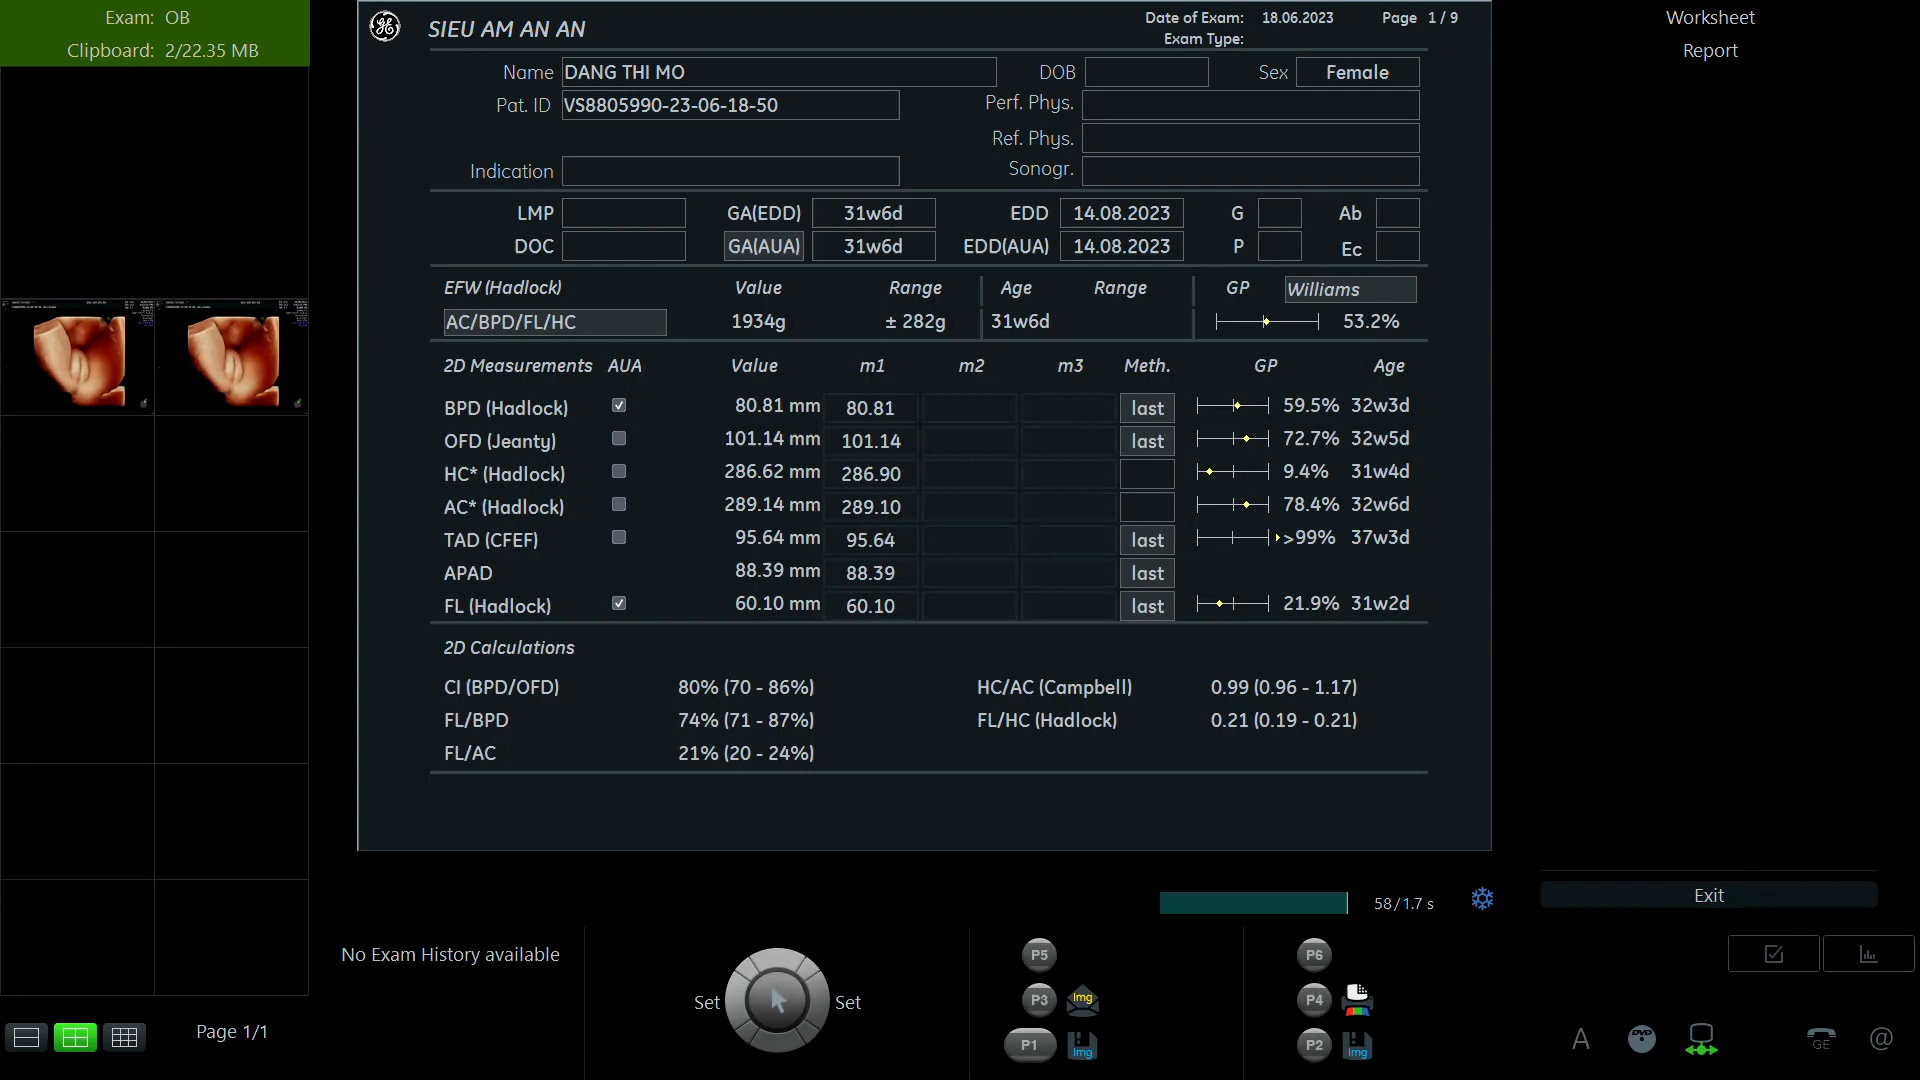 Exam: OB
Clipboard: 2/22.35 MB
SIEU AM AN AN
Date of Exam: 18.06.2023 Page 1 / 9
Exam Type:
Name DANG THI MO DOB Sex Female
Pat. ID VS8805990-23-06-18-50 Perf. Phys.
Ref. Phys.
Indication Sonogr.
LMP GA(EDD) 31w6d EDD 14.08.2023 G Ab
DOC GA(AUA) 31w6d EDD(AUA) 14.08.2023 P Ec
EFW (Hadlock) Value Range Age Range GP Williams
AC/BPD/FL/HC 1934g ± 282g 31w6d 53.2%
2D Measurements AUA Value m1 m2 m3 Meth. GP Age
BPD (Hadlock) 80.81 mm 80.81 last 59.5% 32w3d
OFD (Jeanty) 101.14 mm 101.14 last 72.7% 32w5d
HC* (Hadlock) 286.62 mm 286.90 9.4% 31w4d
AC* (Hadlock) 289.14 mm 289.10 78.4% 32w6d
TAD (CFEF) 95.64 mm 95.64 last >99% 37w3d
APAD 88.39 mm 88.39 last
FL (Hadlock) 60.10 mm 60.10 last 21.9% 31w2d
2D Calculations
CI (BPD/OFD) 80% (70 - 86%) HC/AC (Campbell) 0.99 (0.96 - 1.17)
FL/BPD 74% (71 - 87%) FL/HC (Hadlock) 0.21 (0.19 - 0.21)
FL/AC 21% (20 - 24%)
Worksheet
Report
58/1.7 s
Exit
No Exam History available
Set Set
P5
P3 Img
P1 Img
P6
P4
P2 Img
Page 1/1
A DVD GE @